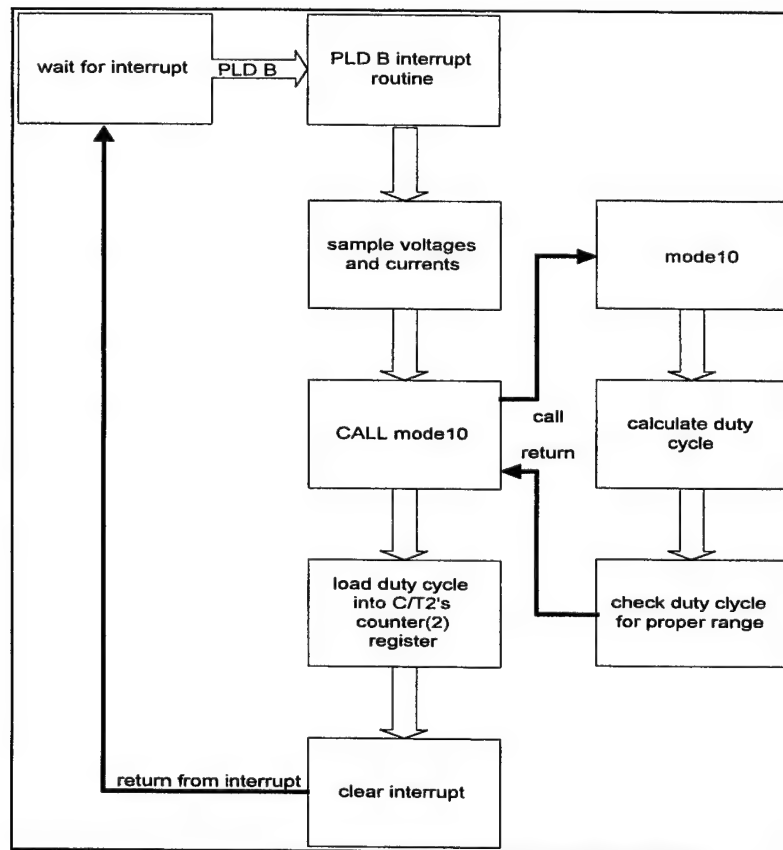 wait for interrupt
PLD B
PLD B interrupt
routine
sample voltages
and currents
mode10
CALL mode10
call
return
calculate duty
cycle
load duty cycle
into C/T2's
counter(2)
register
check duty clycle
for proper range
return from interrupt
clear interrupt